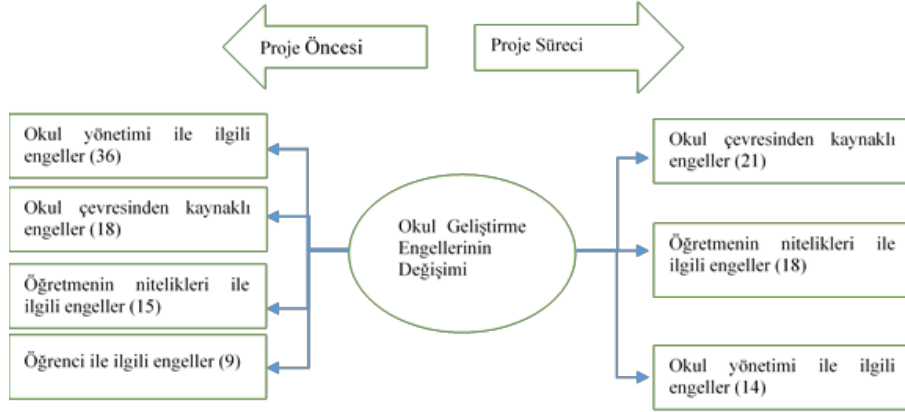 Proje Öncesi
Proje Süreci
Okul yönetimi ile ilgili
engeller (36)
Okul çevresinden kaynaklı
engeller (18)
Öğretmenin nitelikleri ile
ilgili engeller (15)
Öğrenci ile ilgili engeller (9)
Okul Geliştirme
Engellerinin
Değişimi
Okul çevresinden kaynaklı
engeller (21)
Öğretmenin nitelikleri ile
ilgili engeller (18)
Okul yönetimi ile ilgili
engeller (14)